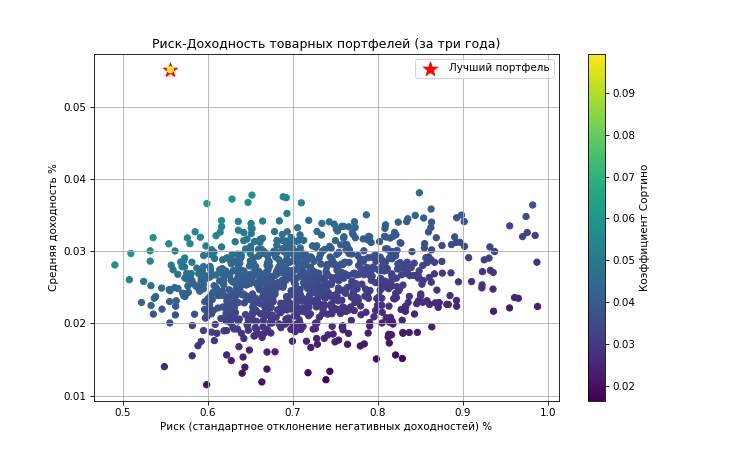 Риск-Доходность товарных портфелей (за три года)
Лучший портфель
Средняя доходность %
0.05
0.04
0.03
0.02
0.01
0.5 0.6 0.7 0.8 0.9 1.0
Риск (стандартное отклонение негативных доходностей) %
0.09
0.08
0.07
0.06
0.05
0.04
0.03
0.02
Коэффициент Сортино